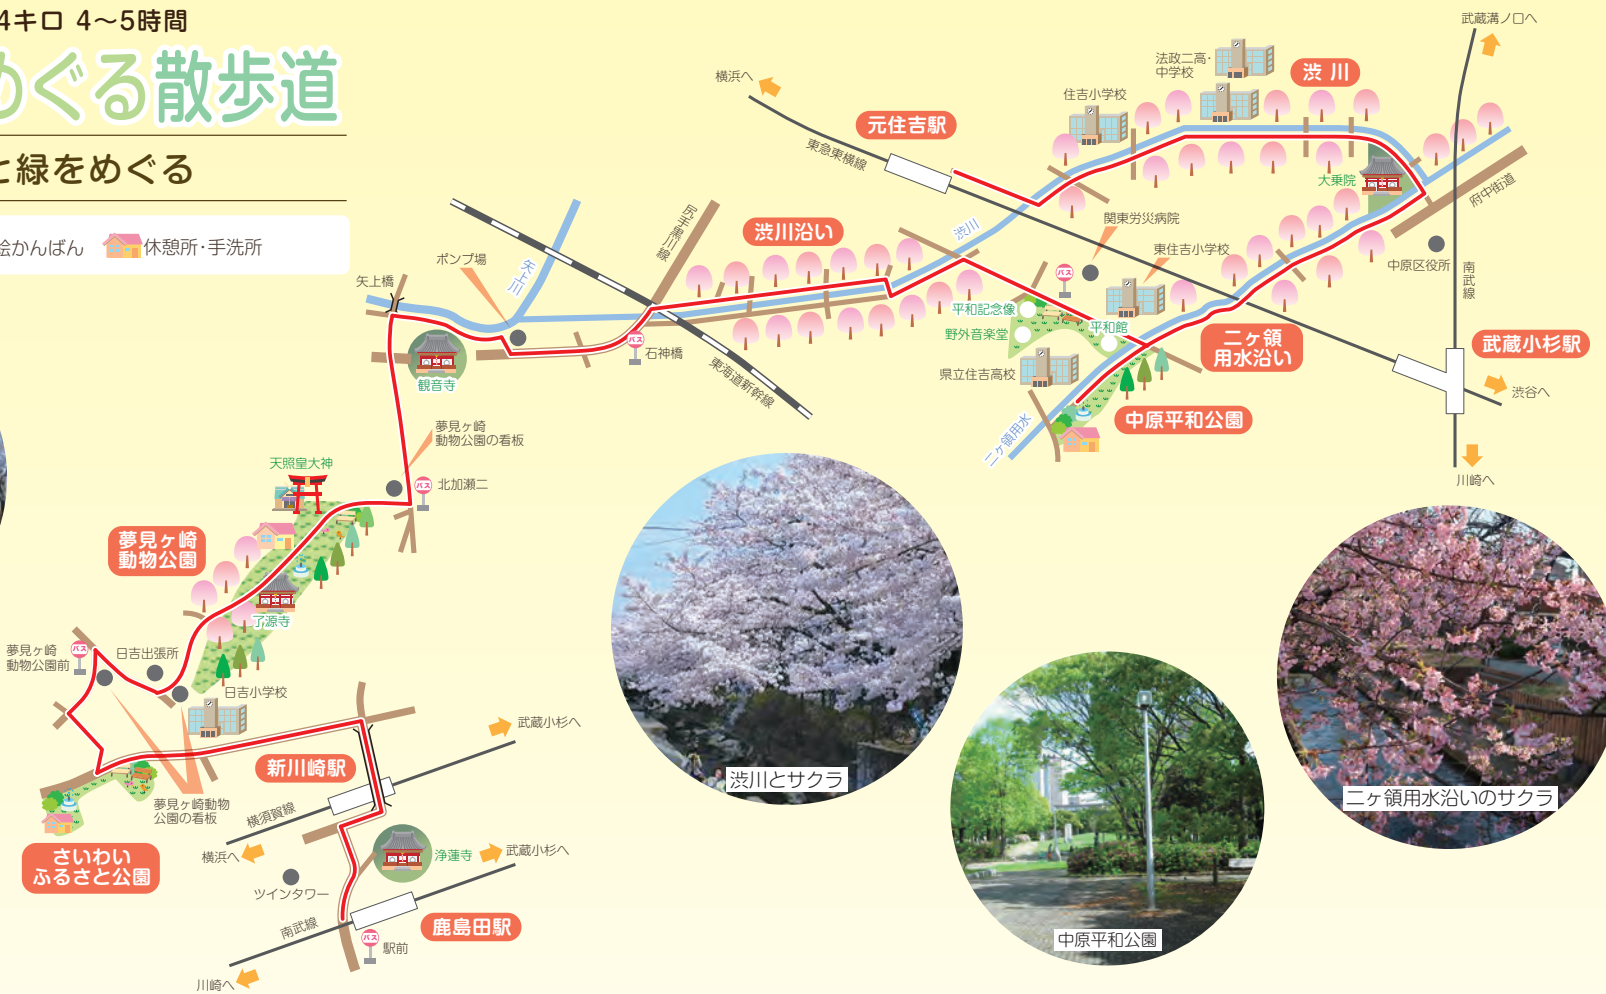 4キロ 4〜5時間
めぐる散歩道
と緑をめぐる
絵かんばん
休憩所・手洗所
武蔵溝ノ口へ
横浜へ
法政二高・
中学校
渋川
住吉小学校
元住吉駅
東急東横線
大乗院
府中街道
尻手黒川線
渋川沿い
渋川
関東労災病院
東住吉小学校
バス
中原区役所
南武線
矢上橋
ポンプ場
矢上川
平和記念像
平和館
野外音楽堂
二ヶ領
用水沿い
武蔵小杉駅
バス
石神橋
観音寺
東海道新幹線
県立住吉高校
中原平和公園
渋谷へ
二ヶ領用水
川崎へ
夢見ヶ崎
動物公園の看板
天照皇大神
バス
北加瀬二
夢見ヶ崎
動物公園
了源寺
夢見ヶ崎
動物公園前
バス
日吉出張所
日吉小学校
武蔵小杉へ
新川崎駅
渋川とサクラ
二ヶ領用水沿いのサクラ
夢見ヶ崎動物
公園の看板
横須賀線
横浜へ
さいわい
ふるさと公園
浄蓮寺
武蔵小杉へ
ツインタワー
南武線
鹿島田駅
バス
駅前
中原平和公園
川崎へ